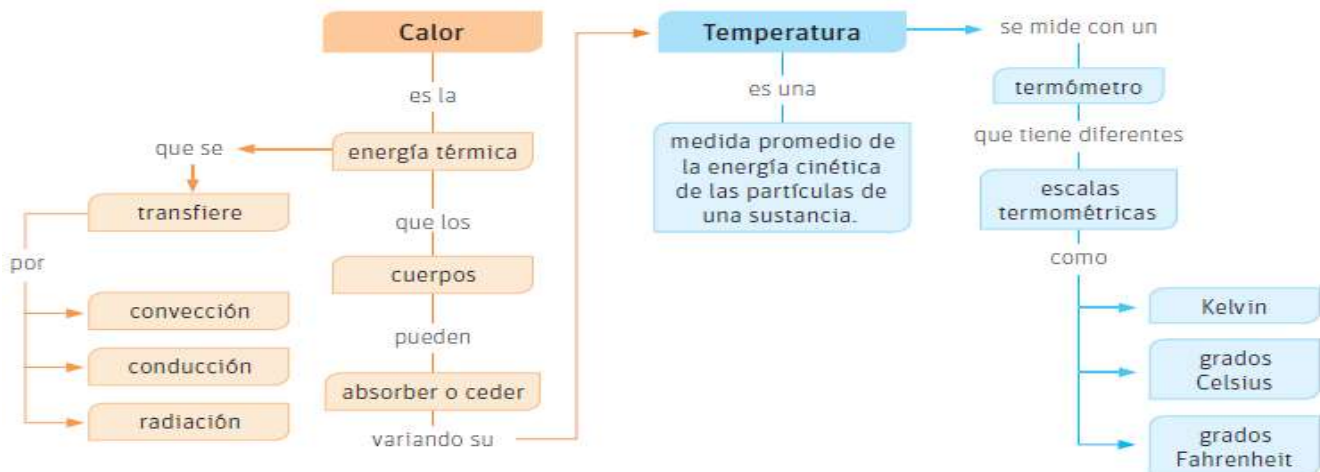 Calor
es la
energía térmica
que se
transfiere
por
convección
conducción
radiación
que los
cuerpos
pueden
absorber o ceder
variando su
Temperatura
es una
medida promedio de
la energía cinética
de las partículas de
una sustancia.
se mide con un
termómetro
que tiene diferentes
escalas
termométricas
como
Kelvin
grados
Celsius
grados
Fahrenheit